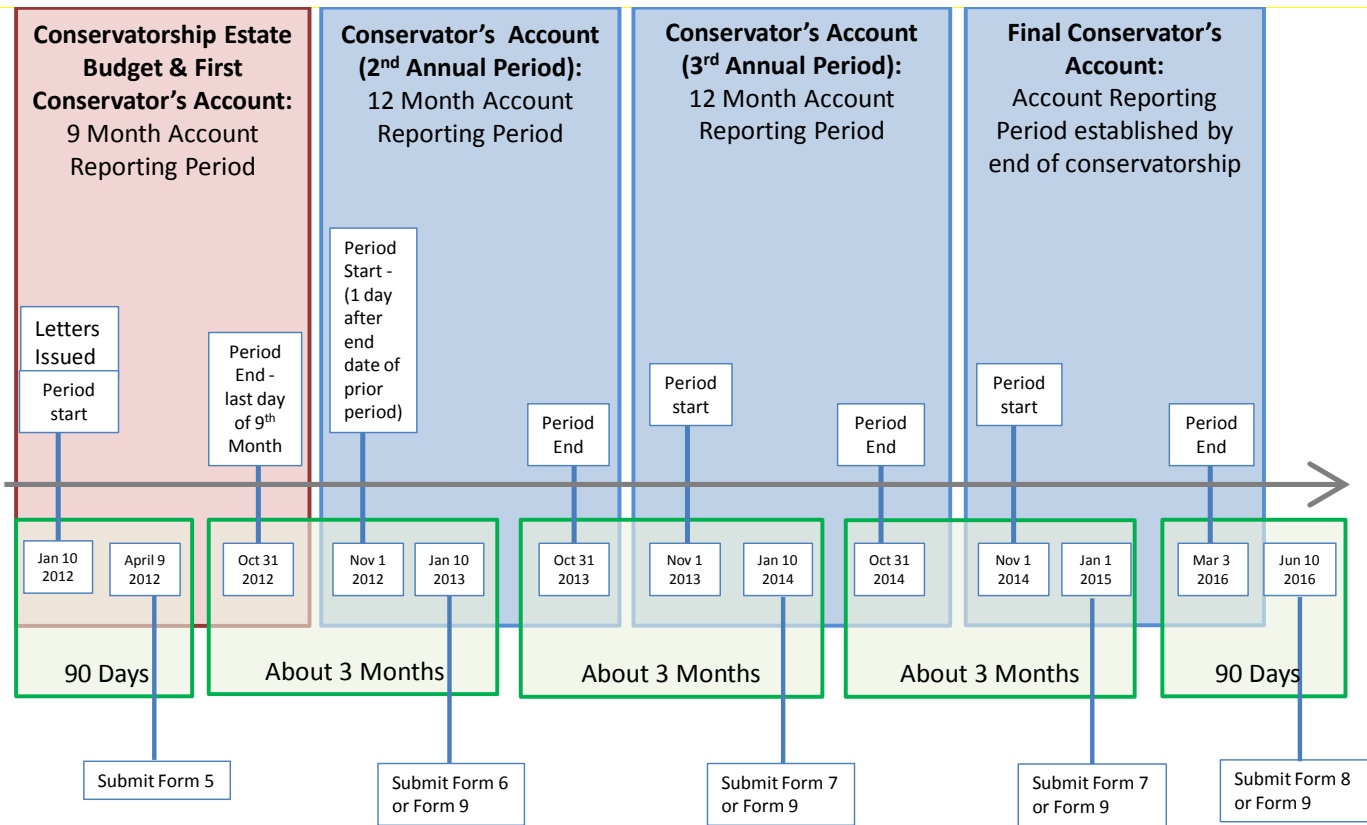 Conservatorship Estate
Budget & First
Conservator's Account:
9 Month Account
Reporting Period
Conservator's Account
(2nd Annual Period):
12 Month Account
Reporting Period
Conservator's Account
(3rd Annual Period):
12 Month Account
Reporting Period
Final Conservator's
Account:
Account Reporting
Period established by
end of conservatorship
Letters
Issued
Period
start
Period
End -
last day
of 9th
Month
Period
Start -
(1 day
after
end
date of
prior
period)
Period
End
Period
start
Period
End
Period
start
Period
End
Jan 10
2012
April 9
2012
Oct 31
2012
Nov 1
2012
Jan 10
2013
Oct 31
2013
Nov 1
2013
Jan 10
2014
Oct 31
2014
Nov 1
2014
Jan 1
2015
Mar 3
2016
Jun 10
2016
90 Days
About 3 Months
About 3 Months
About 3 Months
90 Days
Submit Form 5
Submit Form 6
or Form 9
Submit Form 7
or Form 9
Submit Form 7
or Form 9
Submit Form 8
or Form 9